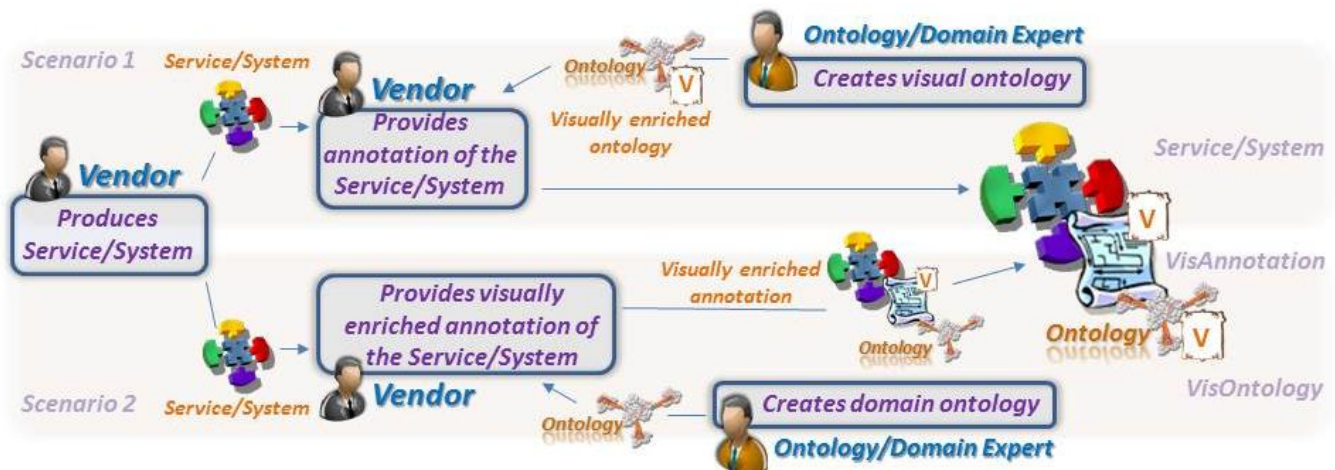 Scenario 1
Service/System
Vendor
Provides
annotation of the
Service/System
Ontology
V
Visually enriched
ontology
Ontology/Domain Expert
Creates visual ontology
Service/System
Vendor
Produces
Service/System
V
VisAnnotation
Ontology
V
VisOntology
Provides visually
enriched annotation of
the Service/System
Vendor
Visually enriched
annotation
V
Ontology
Scenario 2
Service/System
Ontology
Creates domain ontology
Ontology/Domain Expert